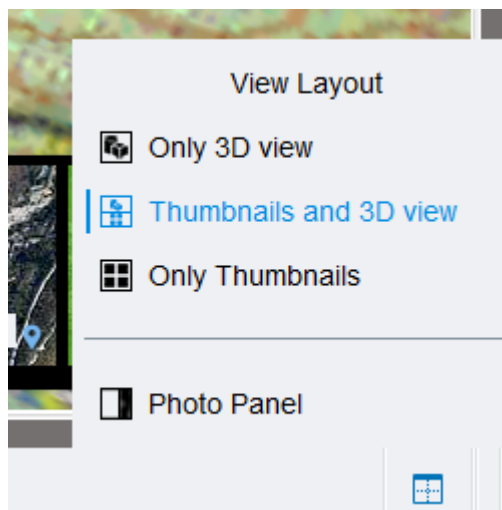 View Layout
Only 3D view
Thumbnails and 3D view
Only Thumbnails
Photo Panel